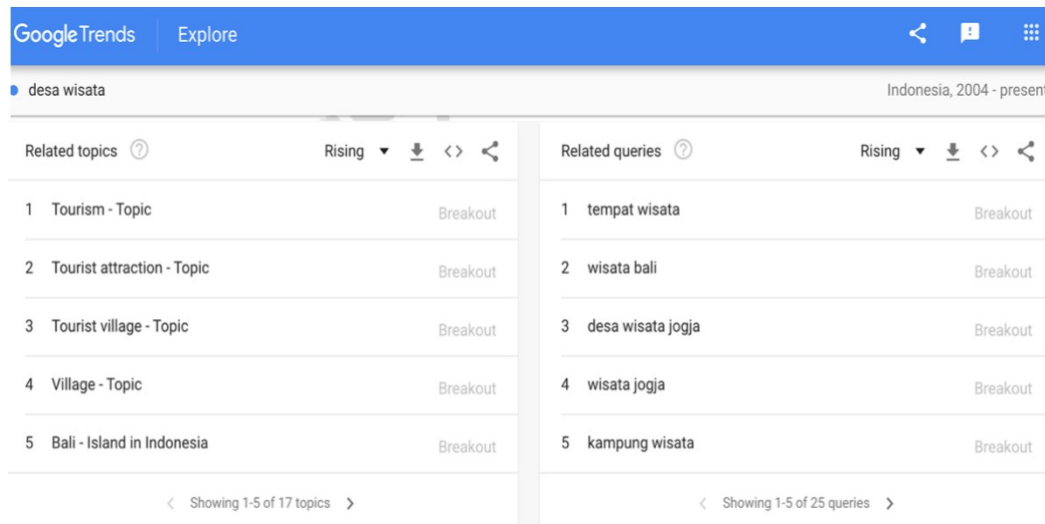 GoogleTrends Explore
desa wisata Indonesia, 2004 - present
Related topics Rising
1 Tourism - Topic Breakout
2 Tourist attraction - Topic Breakout
3 Tourist village - Topic Breakout
4 Village - Topic Breakout
5 Bali - Island in Indonesia Breakout
Showing 1-5 of 17 topics
Related queries Rising
1 tempat wisata Breakout
2 wisata bali Breakout
3 desa wisata jogja Breakout
4 wisata jogja Breakout
5 kampung wisata Breakout
Showing 1-5 of 25 queries